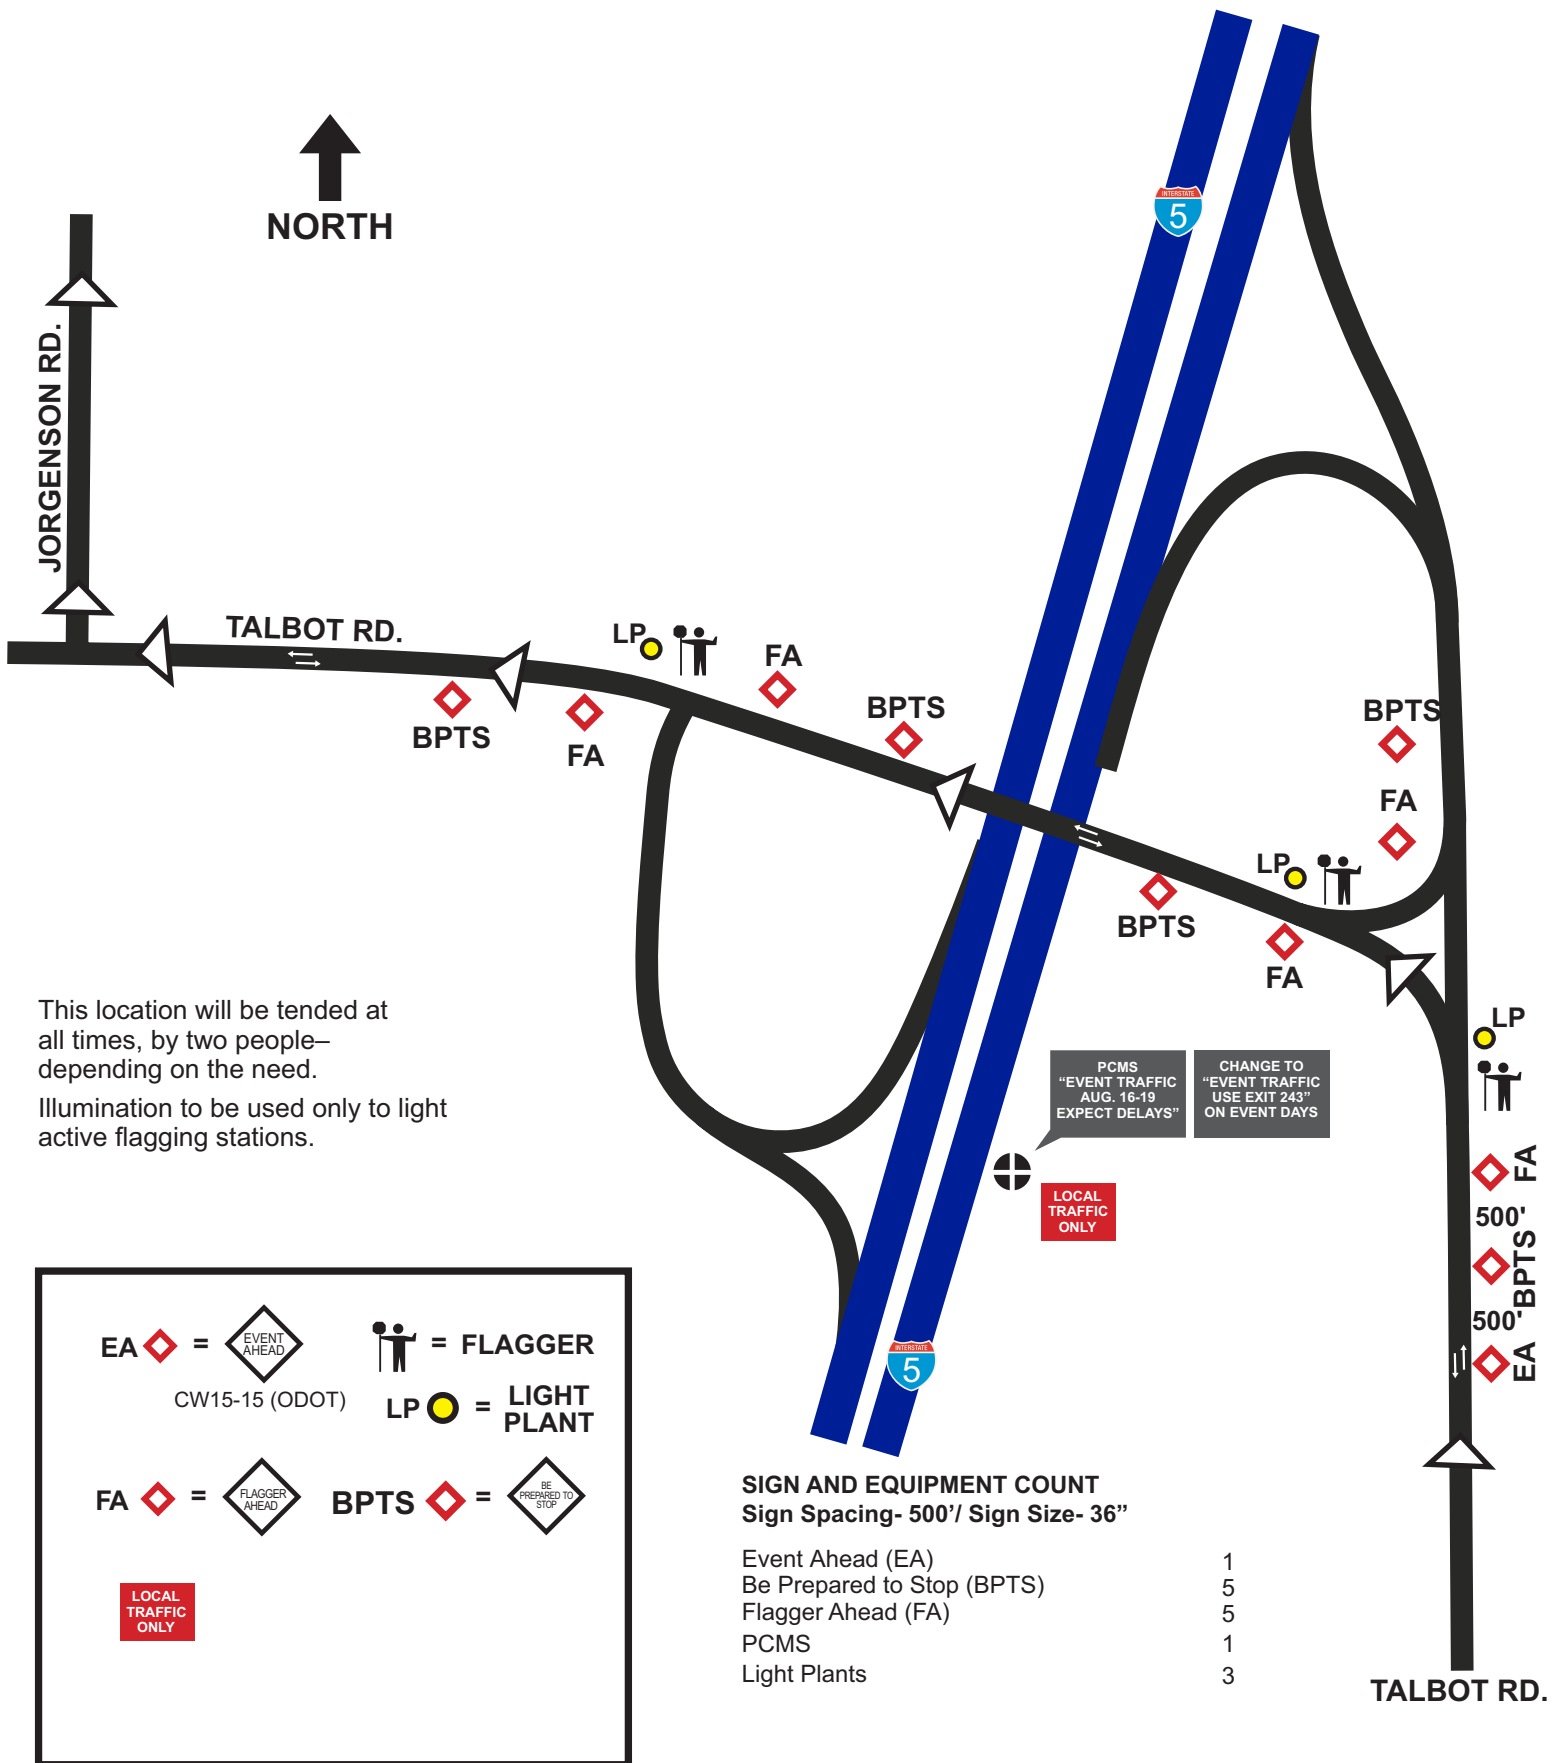 NORTH
INTERSTATE
5
JORGENSON RD.
TALBOT RD.
LP
FA
BPTS
BPTS
FA
BPTS
FA
LP
BPTS
FA
LP
This location will be tended at
all times, by two people–
depending on the need.
Illumination to be used only to light
active flagging stations.
PCMS
“EVENT TRAFFIC
AUG. 16-19
EXPECT DELAYS”
CHANGE TO
“EVENT TRAFFIC
USE EXIT 243”
ON EVENT DAYS
LOCAL
TRAFFIC
ONLY
FA
500'
BPTS
500'
EA
INTERSTATE
5
EA = EVENT
AHEAD
CW15-15 (ODOT)
= FLAGGER
LP = LIGHT
PLANT
FA = FLAGGER
AHEAD
BPTS = BE
PREPARED TO
STOP
LOCAL
TRAFFIC
ONLY
SIGN AND EQUIPMENT COUNT
Sign Spacing- 500’/ Sign Size- 36”
Event Ahead (EA) 1
Be Prepared to Stop (BPTS) 5
Flagger Ahead (FA) 5
PCMS 1
Light Plants 3
TALBOT RD.